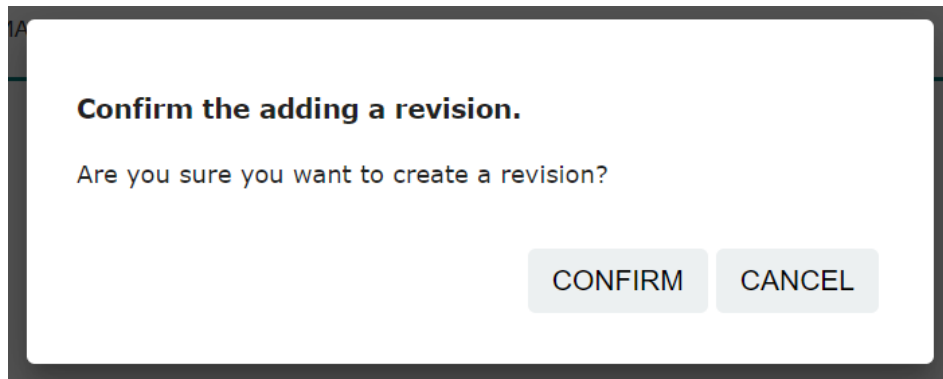 Confirm the adding a revision.
Are you sure you want to create a revision?
CONFIRM CANCEL